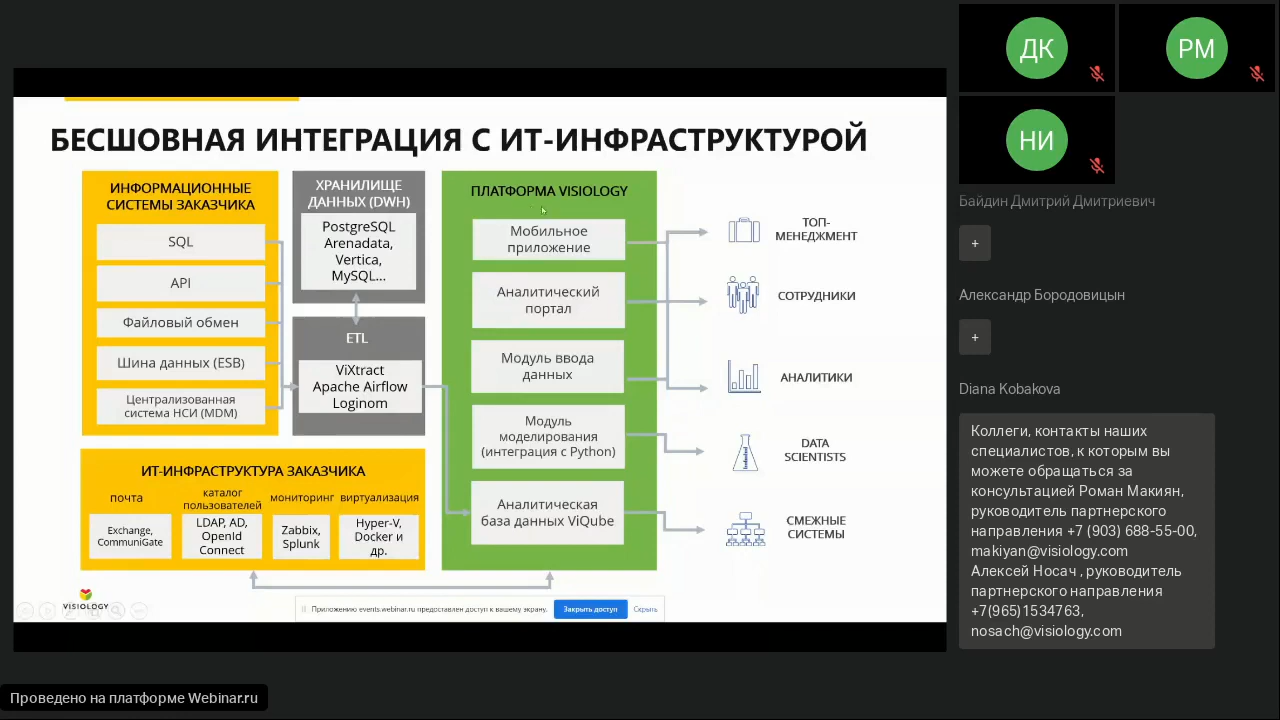 БЕСШОВНАЯ ИНТЕГРАЦИЯ С ИТ-ИНФРАСТРУКТУРОЙ
ИНФОРМАЦИОННЫЕ
СИСТЕМЫ ЗАКАЗЧИКА
SQL
API
Файловый обмен
Шина данных (ESB)
Централизованная
система НСИ (MDM)
ХРАНИЛИЩЕ
ДАННЫХ (DWH)
PostgreSQL
Arenadata,
Vertica,
MySQL...
ETL
ViXtract
Apache Airflow
Loginom
ПЛАТФОРМА VISIOLOGY
Мобильное
приложение
Аналитический
портал
Модуль ввода
данных
Модуль
моделирования
(интеграция с Python)
Аналитическая
база данных ViQube
ТОП-
МЕНЕДЖМЕНТ
СОТРУДНИКИ
АНАЛИТИКИ
DATA
SCIENTISTS
СМЕЖНЫЕ
СИСТЕМЫ
ИТ-ИНФРАСТРУКТУРА ЗАКАЗЧИКА
почта
Exchange,
CommuniGate
каталог
пользователей
LDAP, AD,
OpenId
Connect
мониторинг
Zabbix,
Splunk
виртуализация
Hyper-V,
Docker и
др.
VISIOLOGY
Приложению events.webinar.ru предоставлен доступ к вашему экрану.
Закрыть доступ
Скрыть
ДК
РМ
НИ
Байдин Дмитрий Дмитриевич
+
Александр Бородовицын
+
Diana Kobakova
Коллеги, контакты наших
специалистов, к которым вы
можете обращаться за
консультацией Роман Макиян,
руководитель партнерского
направления +7 (903) 688-55-00,
makiyan@visiology.com
Алексей Носач , руководитель
партнерского направления
+7(965)1534763,
nosach@visiology.com
Проведено на платформе Webinar.ru